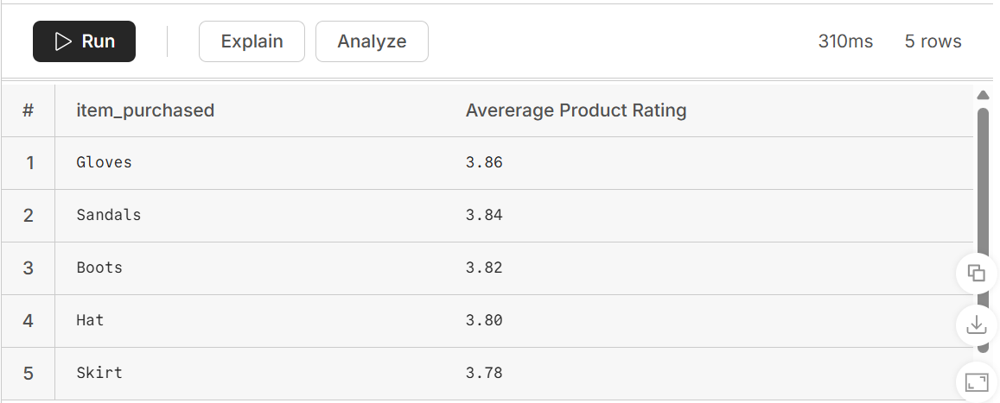 Run Explain Analyze 310ms 5 rows
# item_purchased Avererage Product Rating
1 Gloves 3.86
2 Sandals 3.84
3 Boots 3.82
4 Hat 3.80
5 Skirt 3.78